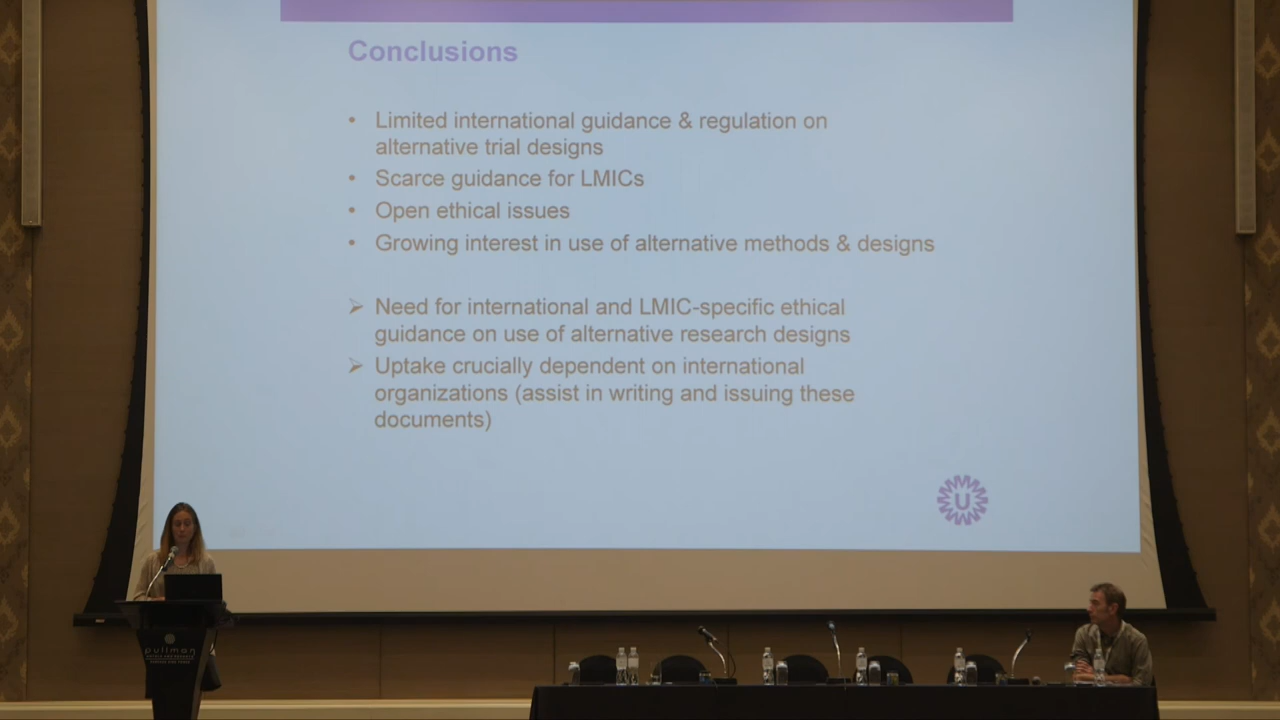 Conclusions
• Limited international guidance & regulation on
alternative trial designs
• Scarce guidance for LMICs
• Open ethical issues
• Growing interest in use of alternative methods & designs
➢ Need for international and LMIC-specific ethical
guidance on use of alternative research designs
➢ Uptake crucially dependent on international
organizations (assist in writing and issuing these
documents)
U
pullman